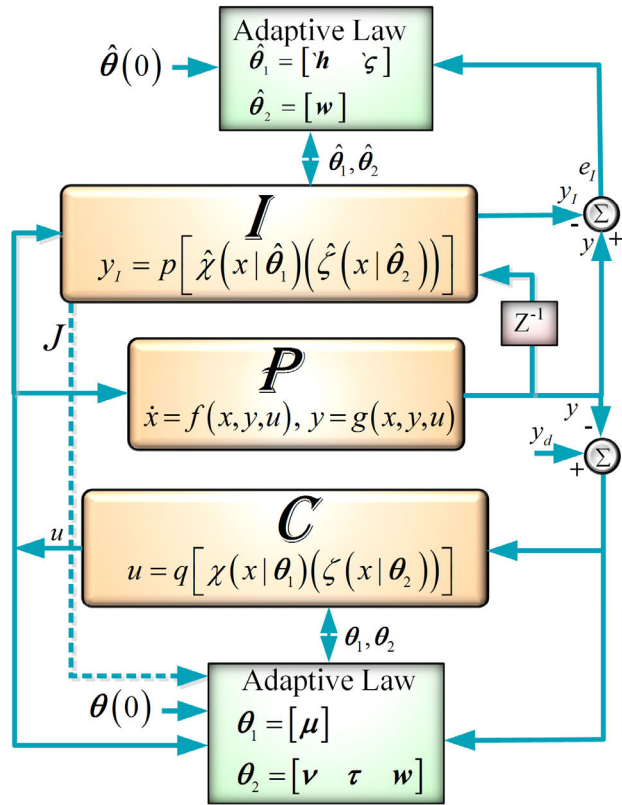 Adaptive Law
θ̂₁ = [`h `ς]
θ̂(0)
θ̂₂ = [w]
θ̂₁, θ̂₂
e_I
I
y_I
Σ
-
y_I = p[χ̂(x|θ̂₁)(ζ̂(x|θ̂₂))]
y +
J
Z⁻¹
P
ẋ = f(x,y,u), y = g(x,y,u)
y -
y_d
+ Σ
C
u
u = q[χ(x|θ₁)(ζ(x|θ₂))]
θ₁, θ₂
Adaptive Law
θ(0)
θ₁ = [μ]
θ₂ = [ν τ w]